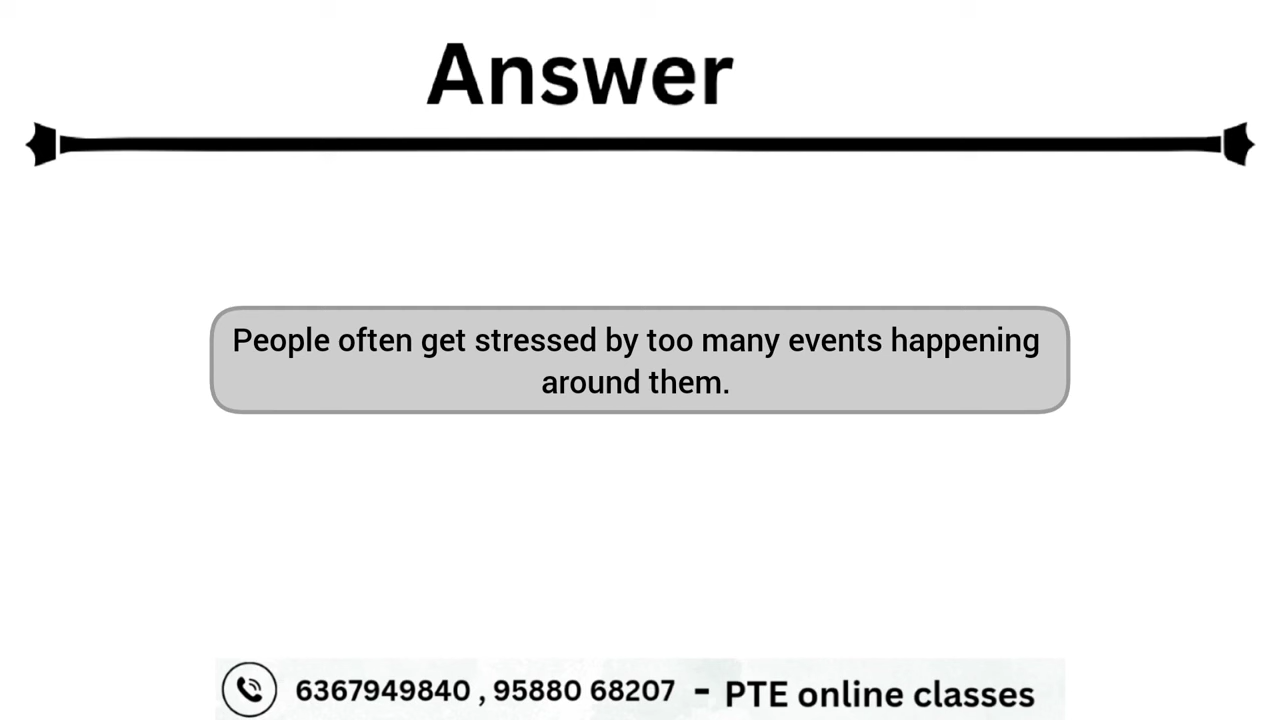 Answer
People often get stressed by too many events happening
around them.
6367949840 , 95880 68207 - PTE online classes